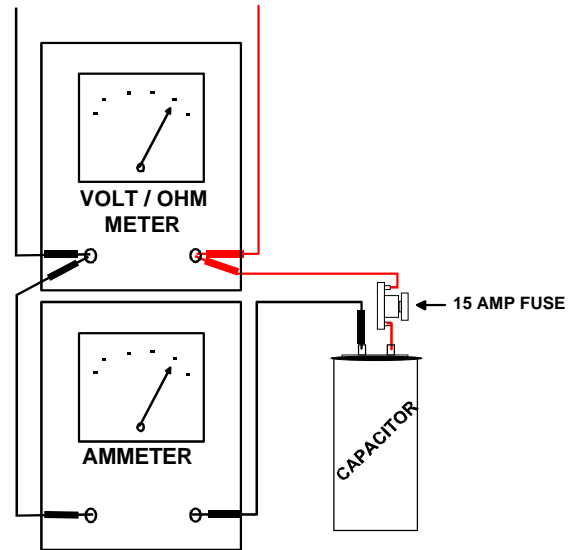 VOLT / OHM
METER
15 AMP FUSE
AMMETER
CAPACITOR